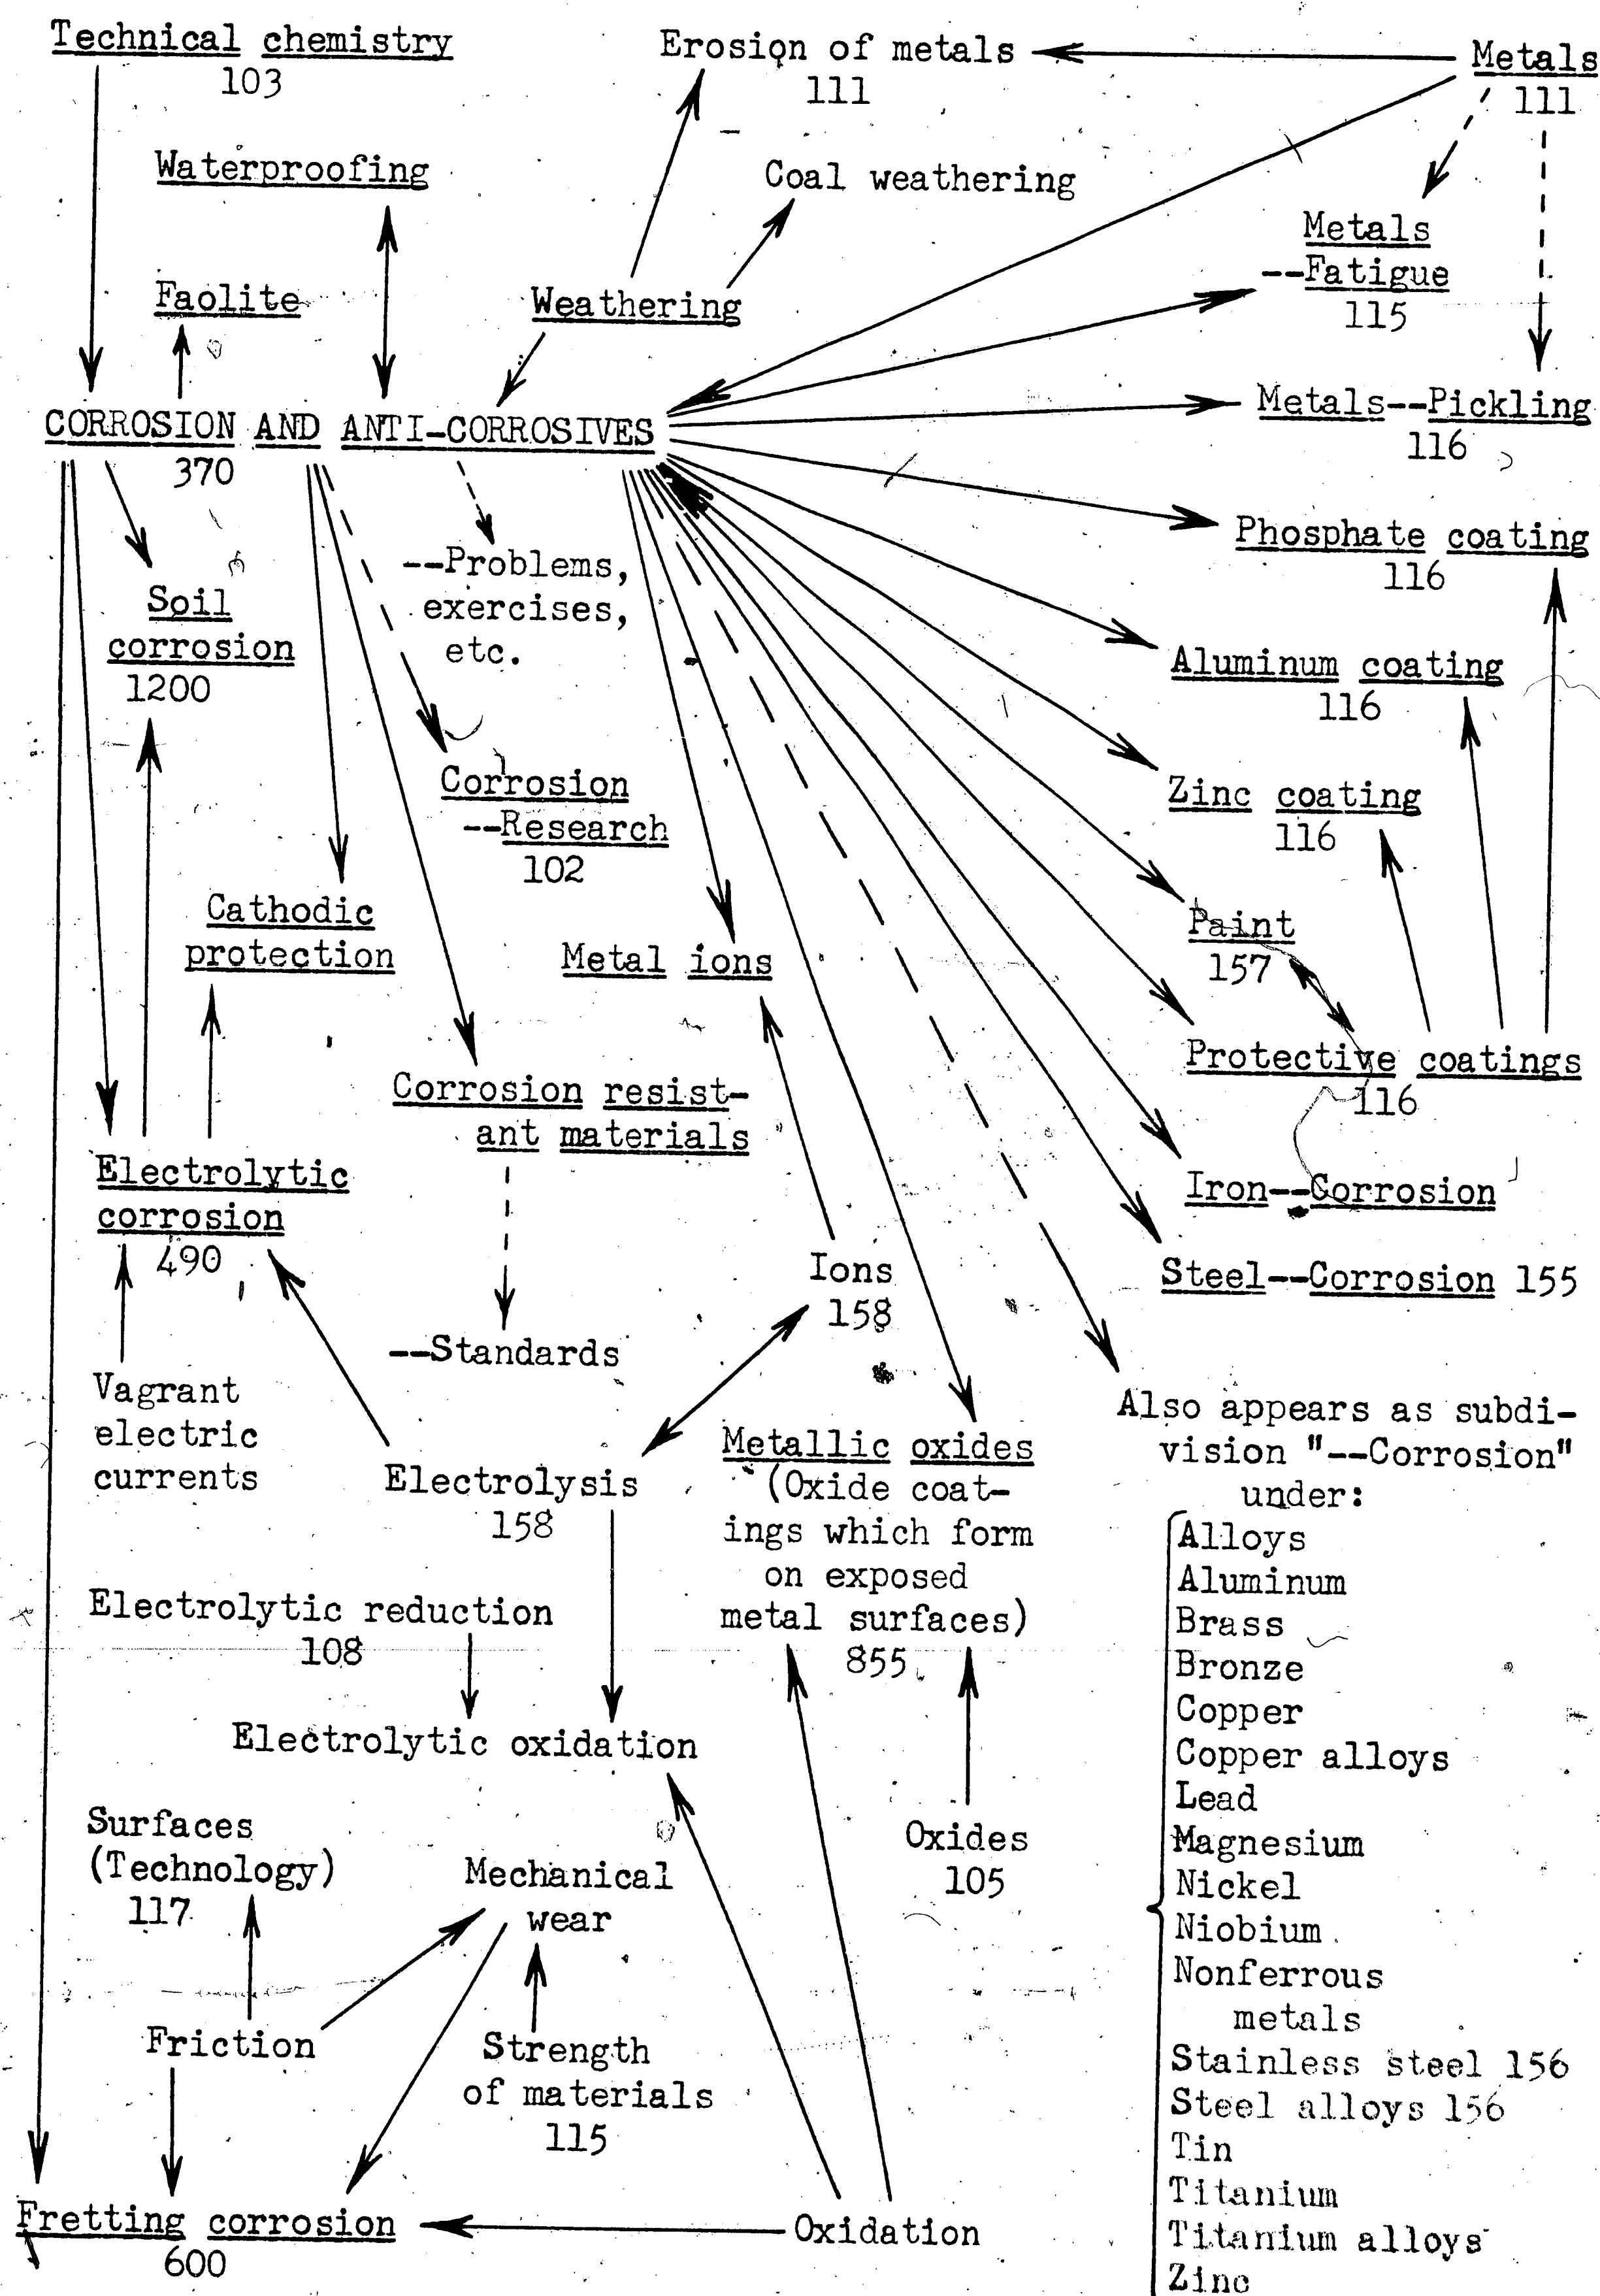 Technical chemistry
103
Erosion of metals
111
Metals
111
Waterproofing
Coal weathering
Metals
--Fatigue
115
Faolite
Weathering
Metals--Pickling
116
CORROSION AND ANTI-CORROSIVES
370
Phosphate coating
116
--Problems,
exercises,
etc.
Soil
corrosion
1200
Aluminum coating
116
Corrosion
--Research
102
Zinc coating
116
Cathodic
protection
Metal ions
Paint
157
Protective coatings
116
Corrosion resist-
ant materials
Electrolytic
corrosion
490
Iron--Corrosion
Ions
158
Steel--Corrosion 155
--Standards
Vagrant
electric
currents
Also appears as subdi-
vision "--Corrosion"
under:
Electrolysis
158
Metallic oxides
(Oxide coat-
ings which form
on exposed
metal surfaces)
855
Electrolytic reduction
108
Electrolytic oxidation
Alloys
Aluminum
Brass
Bronze
Copper
Copper alloys
Lead
Magnesium
Nickel
Niobium
Nonferrous
metals
Stainless steel 156
Steel alloys 156
Tin
Titanium
Titanium alloys
Zinc
Surfaces
(Technology)
117
Mechanical
wear
Oxides
105
Friction
Strength
of materials
115
Fretting corrosion
600
Oxidation